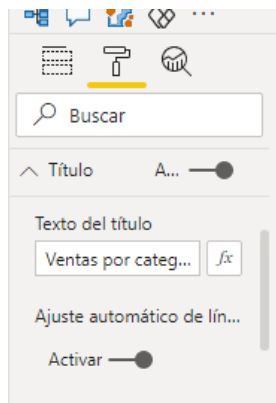 Buscar
Título A...
Texto del título
Ventas por categ... fx
Ajuste automático de lín...
Activar